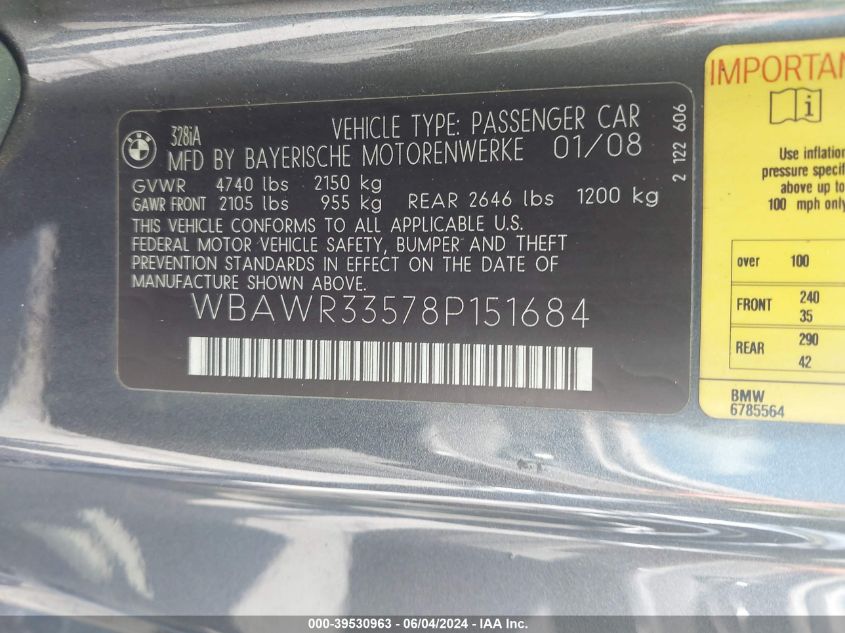 328iA
VEHICLE TYPE: PASSENGER CAR
MFD BY BAYERISCHE MOTORENWERKE 01/08
GVWR 4740 lbs 2150 kg
GAWR FRONT 2105 lbs 955 kg REAR 2646 lbs 1200 kg
THIS VEHICLE CONFORMS TO ALL APPLICABLE U.S.
FEDERAL MOTOR VEHICLE SAFETY, BUMPER AND THEFT
PREVENTION STANDARDS IN EFFECT ON THE DATE OF
MANUFACTURE SHOWN ABOVE.
WBAWR33578P151684
2 122 606
IMPORTAN
Use inflation
pressure specif
above up to
100 mph only
over 100
FRONT 240
35
REAR 290
42
BMW
6785564
000-39530963 - 06/04/2024 - IAA Inc.